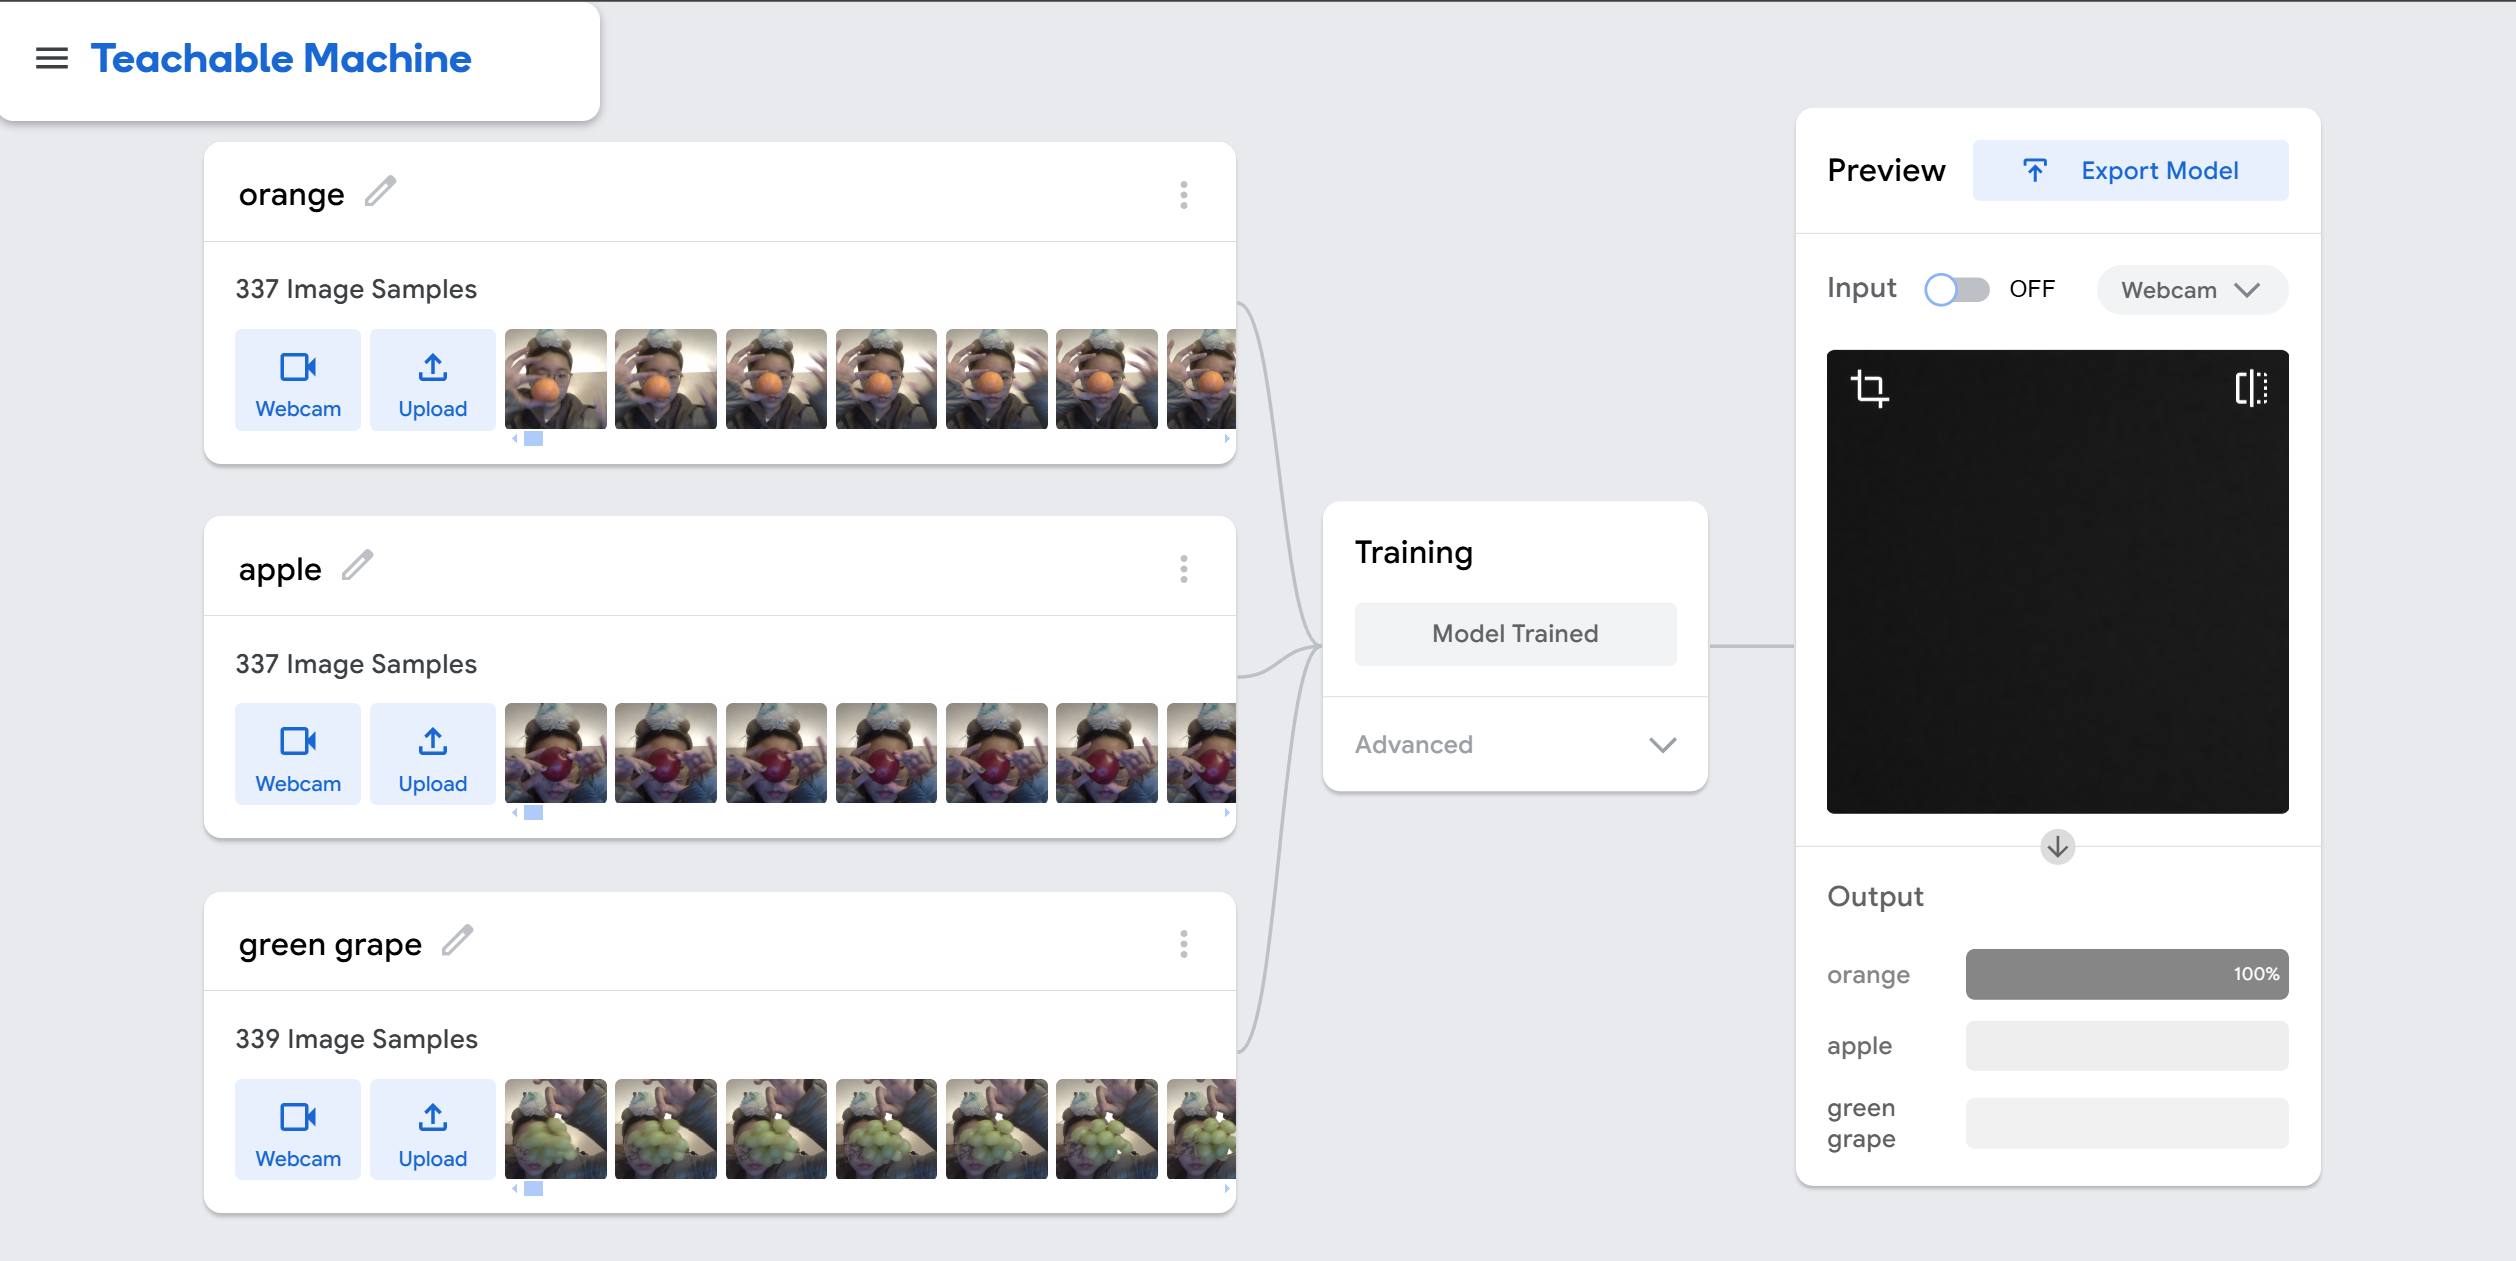 Teachable Machine
orange
337 Image Samples
Webcam
Upload
apple
337 Image Samples
Webcam
Upload
green grape
339 Image Samples
Webcam
Upload
Training
Model Trained
Advanced
Preview
Export Model
Input
OFF
Webcam
Output
orange
100%
apple
green
grape